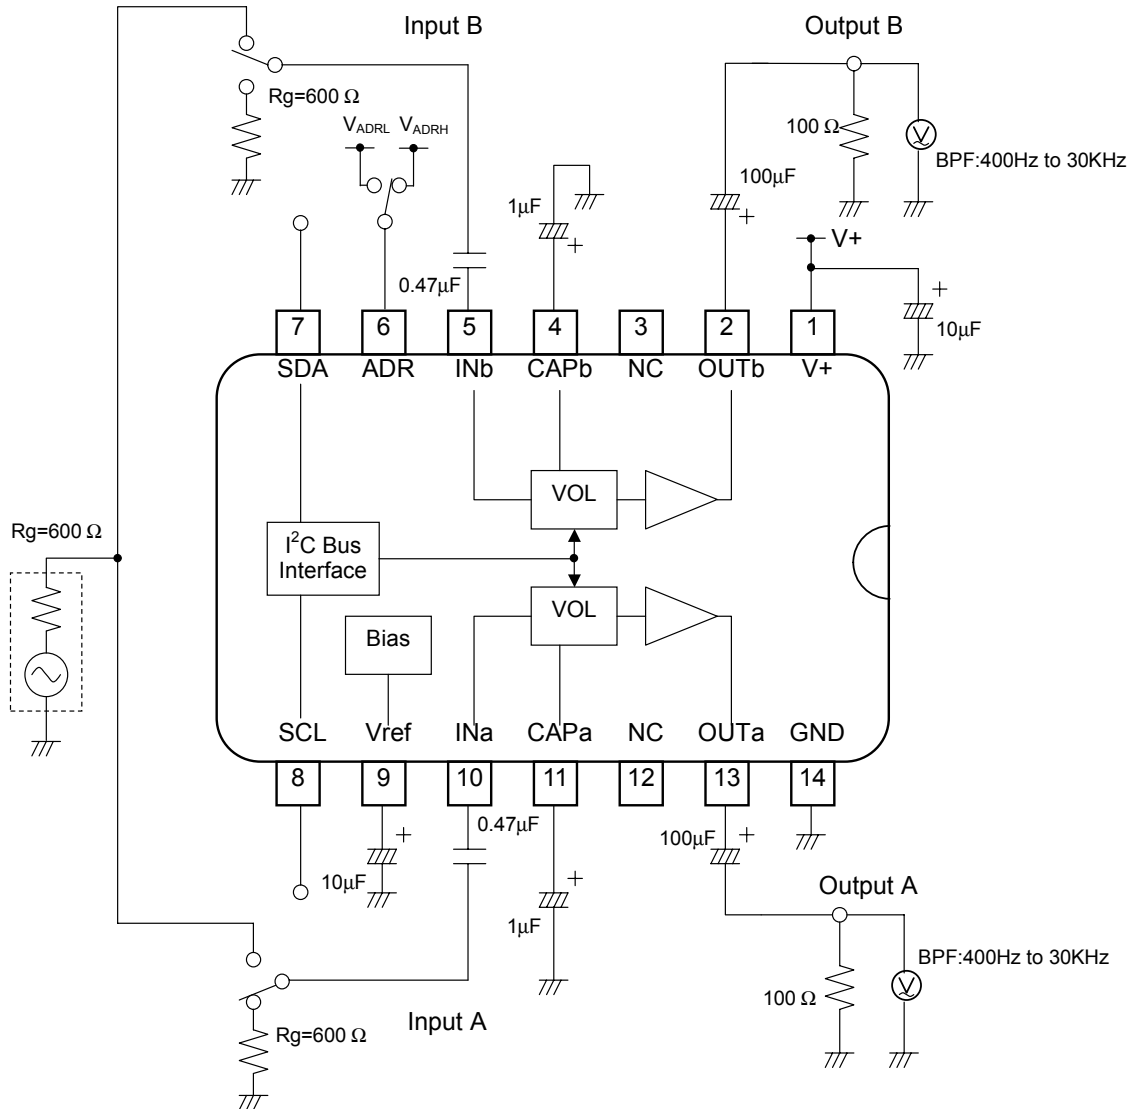 Input B
Output B
Rg=600 Ω
VADRL VADRH
100 Ω
V
BPF:400Hz to 30KHz
100μF
+
1μF
+
V+
0.47μF
+
10μF
7 6 5 4 3 2 1
SDA ADR INb CAPb NC OUTb V+
VOL
Rg=600 Ω
I²C Bus
Interface
VOL
Bias
SCL Vref INa CAPa NC OUTa GND
8 9 10 11 12 13 14
0.47μF
+
100μF
+
10μF
+
1μF
Output A
BPF:400Hz to 30KHz
V
100 Ω
Input A
Rg=600 Ω